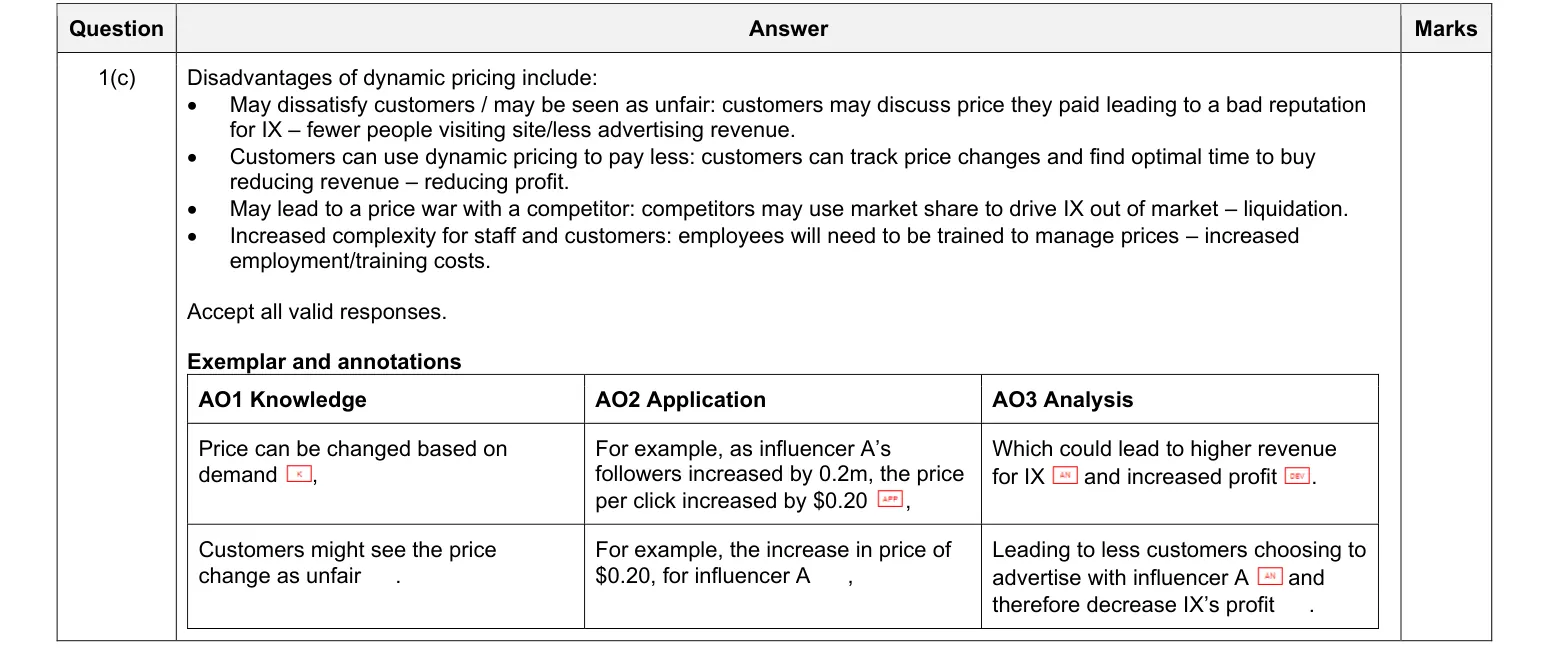 Question Answer Marks
1(c) Disadvantages of dynamic pricing include:
• May dissatisfy customers / may be seen as unfair: customers may discuss price they paid leading to a bad reputation
for IX – fewer people visiting site/less advertising revenue.
• Customers can use dynamic pricing to pay less: customers can track price changes and find optimal time to buy
reducing revenue – reducing profit.
• May lead to a price war with a competitor: competitors may use market share to drive IX out of market – liquidation.
• Increased complexity for staff and customers: employees will need to be trained to manage prices – increased
employment/training costs.
Accept all valid responses.
Exemplar and annotations
AO1 Knowledge AO2 Application AO3 Analysis
Price can be changed based on
demand K,
For example, as influencer A’s
followers increased by 0.2m, the price
per click increased by $0.20 APP,
Which could lead to higher revenue
for IX AN and increased profit DEV.
Customers might see the price
change as unfair .
For example, the increase in price of
$0.20, for influencer A ,
Leading to less customers choosing to
advertise with influencer A AN and
therefore decrease IX’s profit .